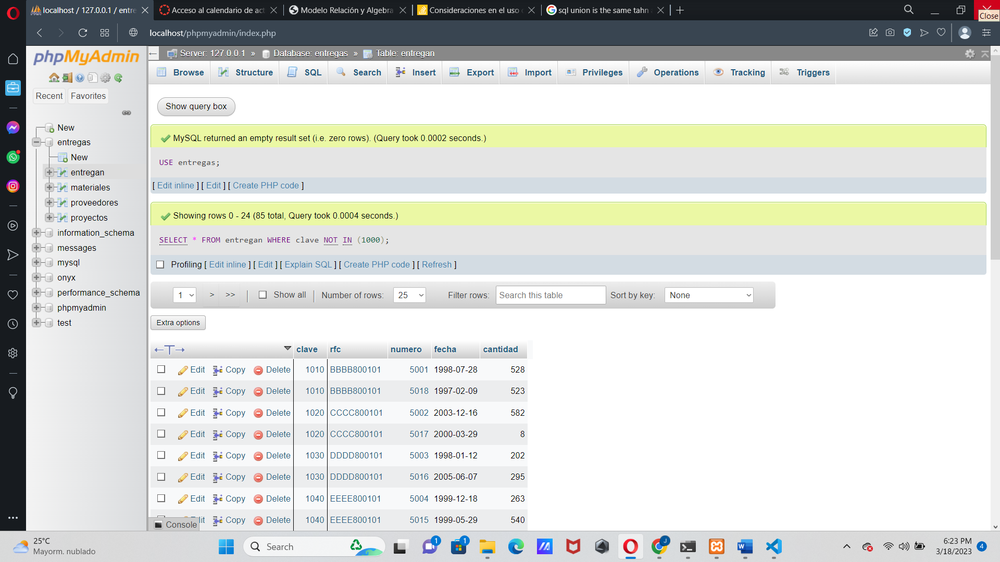 localhost / 127.0.0.1 / entre
Acceso al calendario de act
Modelo Relación y Algebra
Consideraciones en el uso
sql union is the same tahn
Close
localhost/phpmyadmin/index.php
phpMyAdmin
Recent
Favorites
New
entregas
New
entregan
materiales
proveedores
proyectos
information_schema
messages
mysql
onyx
performance_schema
phpmyadmin
test
Server: 127.0.0.1 » Database: entregas » Table: entregan
Browse
Structure
SQL
Search
Insert
Export
Import
Privileges
Operations
Tracking
Triggers
Show query box
MySQL returned an empty result set (i.e. zero rows). (Query took 0.0002 seconds.)
USE entregas;
[ Edit inline ] [ Edit ] [ Create PHP code ]
Showing rows 0 - 24 (85 total, Query took 0.0004 seconds.)
SELECT * FROM entregan WHERE clave NOT IN (1000);
Profiling [ Edit inline ] [ Edit ] [ Explain SQL ] [ Create PHP code ] [ Refresh ]
1 > >> | Show all | Number of rows: 25 Filter rows: Search this table Sort by key: None
Extra options
←T→ clave rfc numero fecha cantidad
Edit Copy Delete 1010 BBBB800101 5001 1998-07-28 528
Edit Copy Delete 1010 BBBB800101 5018 1997-02-09 523
Edit Copy Delete 1020 CCCC800101 5002 2003-12-16 582
Edit Copy Delete 1020 CCCC800101 5017 2000-03-29 8
Edit Copy Delete 1030 DDDD800101 5003 1998-01-12 202
Edit Copy Delete 1030 DDDD800101 5016 2005-06-07 295
Edit Copy Delete 1040 EEEE800101 5004 1999-12-18 263
Copy Delete 1040 EEEE800101 5015 1999-05-29 540
Console
25°C
Mayorm. nublado
Search
1
1
J
6:23 PM
3/18/2023
4